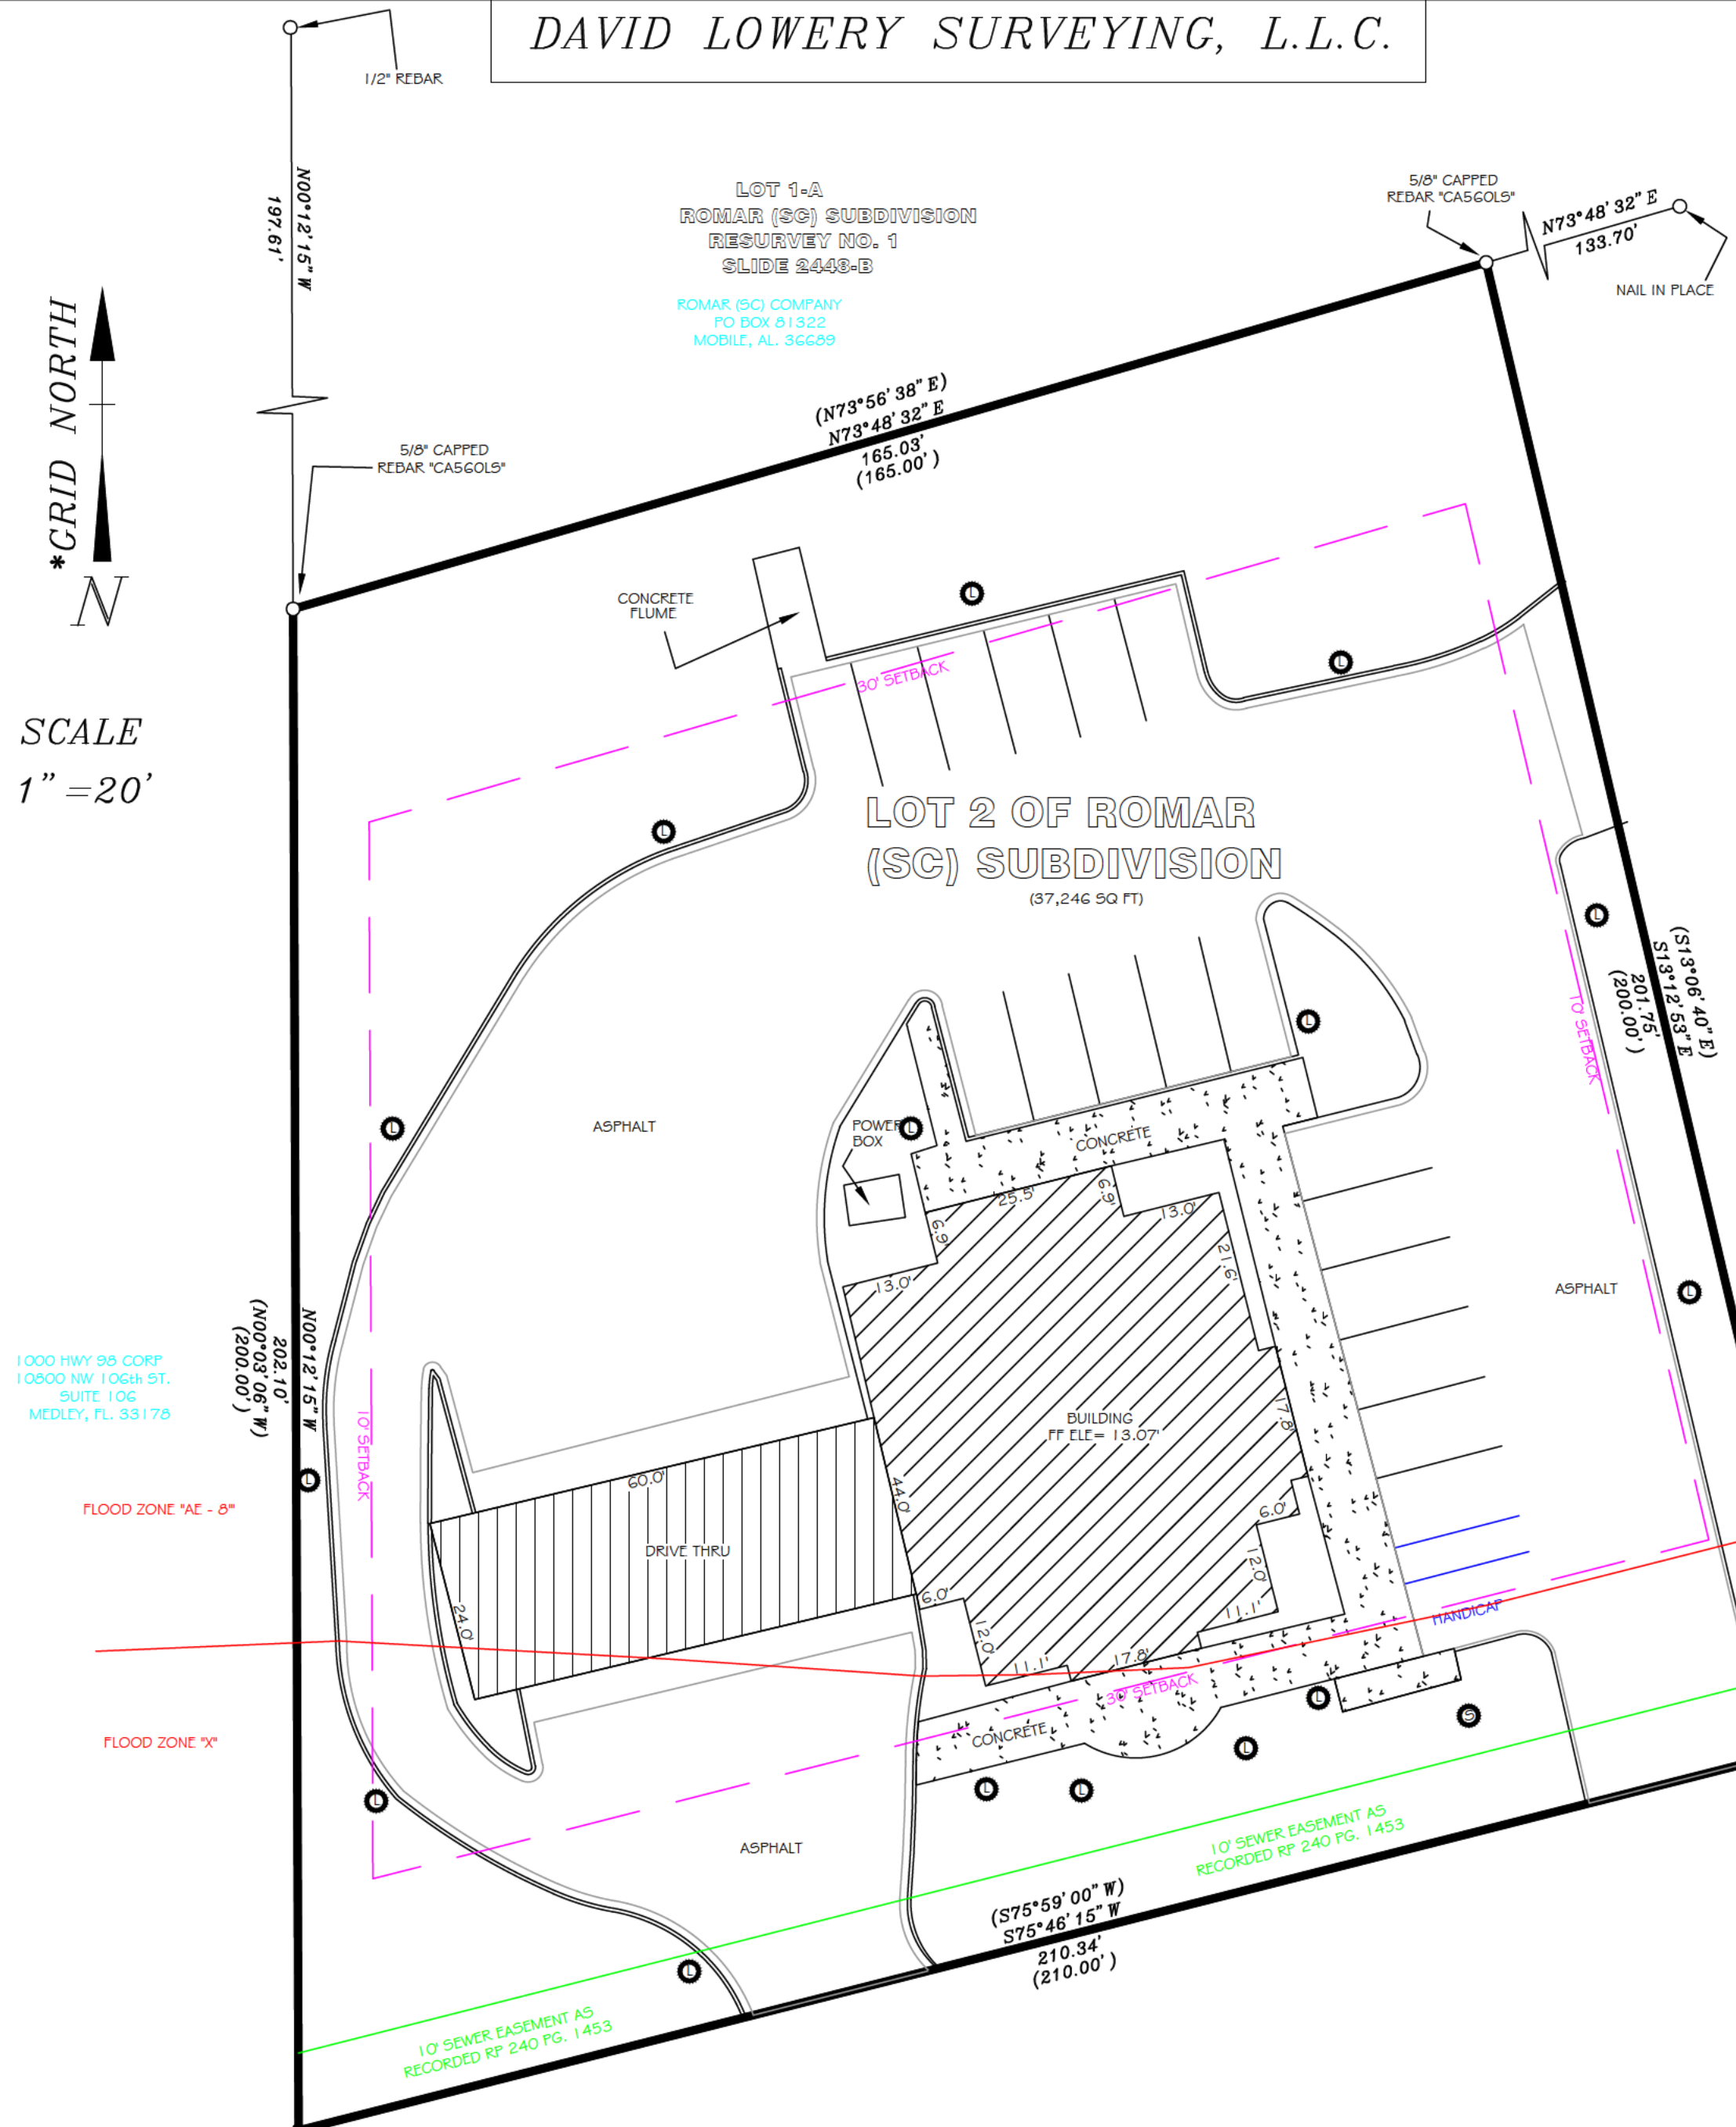 DAVID LOWERY SURVEYING, L.L.C.
1/2" REBAR
N00°12'15"W
197.61'
LOT 1-A
ROMAR (SC) SUBDIVISION
RESURVEY NO. 1
SLIDE 2448-B
ROMAR (SC) COMPANY
PO BOX 81322
MOBILE, AL. 36689
5/8" CAPPED
REBAR "CA560LS"
N73°48'32"E
133.70'
NAIL IN PLACE
*GRID NORTH
N
5/8" CAPPED
REBAR "CA560LS"
(N73°56'38"E)
N73°48'32"E
165.03'
(165.00')
SCALE
1"=20'
CONCRETE
FLUME
L
L
30' SETBACK
L
LOT 2 OF ROMAR
(SC) SUBDIVISION
(37,246 SQ FT)
L
(S13°06'40"E)
S13°12'53"E
201.75'
(200.00')
10' SETBACK
L
L
ASPHALT
POWER
BOX
L
CONCRETE
25.5'
6.9'
13.0'
6.9'
13.0'
21.6'
ASPHALT
L
1000 HWY 98 CORP
10800 NW 106th ST.
SUITE 106
MEDLEY, FL. 33178
N00°12'15"W
202.10'
(N00°03'06"W)
(200.00')
10' SETBACK
L
BUILDING
FF ELE= 13.07'
17.8'
60.0'
44.0'
6.0'
12.0'
11.1'
FLOOD ZONE "AE - 8"
DRIVE THRU
24.0'
6.0'
12.0'
11.1'
17.8'
HANDICAP
30' SETBACK
CONCRETE
FLOOD ZONE "X"
L
L
L
L
L
S
ASPHALT
10' SEWER EASEMENT AS
RECORDED RP 240 PG. 1453
(S75°59'00"W)
S75°46'15"W
210.34'
(210.00')
L
10' SEWER EASEMENT AS
RECORDED RP 240 PG. 1453